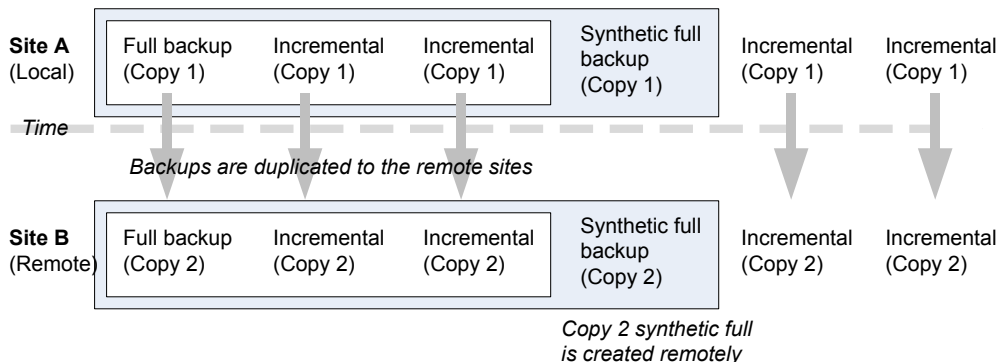 Site A
(Local)
Full backup
(Copy 1)
Incremental
(Copy 1)
Incremental
(Copy 1)
Synthetic full
backup
(Copy 1)
Incremental
(Copy 1)
Incremental
(Copy 1)
Time
Backups are duplicated to the remote sites
Site B
(Remote)
Full backup
(Copy 2)
Incremental
(Copy 2)
Incremental
(Copy 2)
Synthetic full
backup
(Copy 2)
Incremental
(Copy 2)
Incremental
(Copy 2)
Copy 2 synthetic full
is created remotely